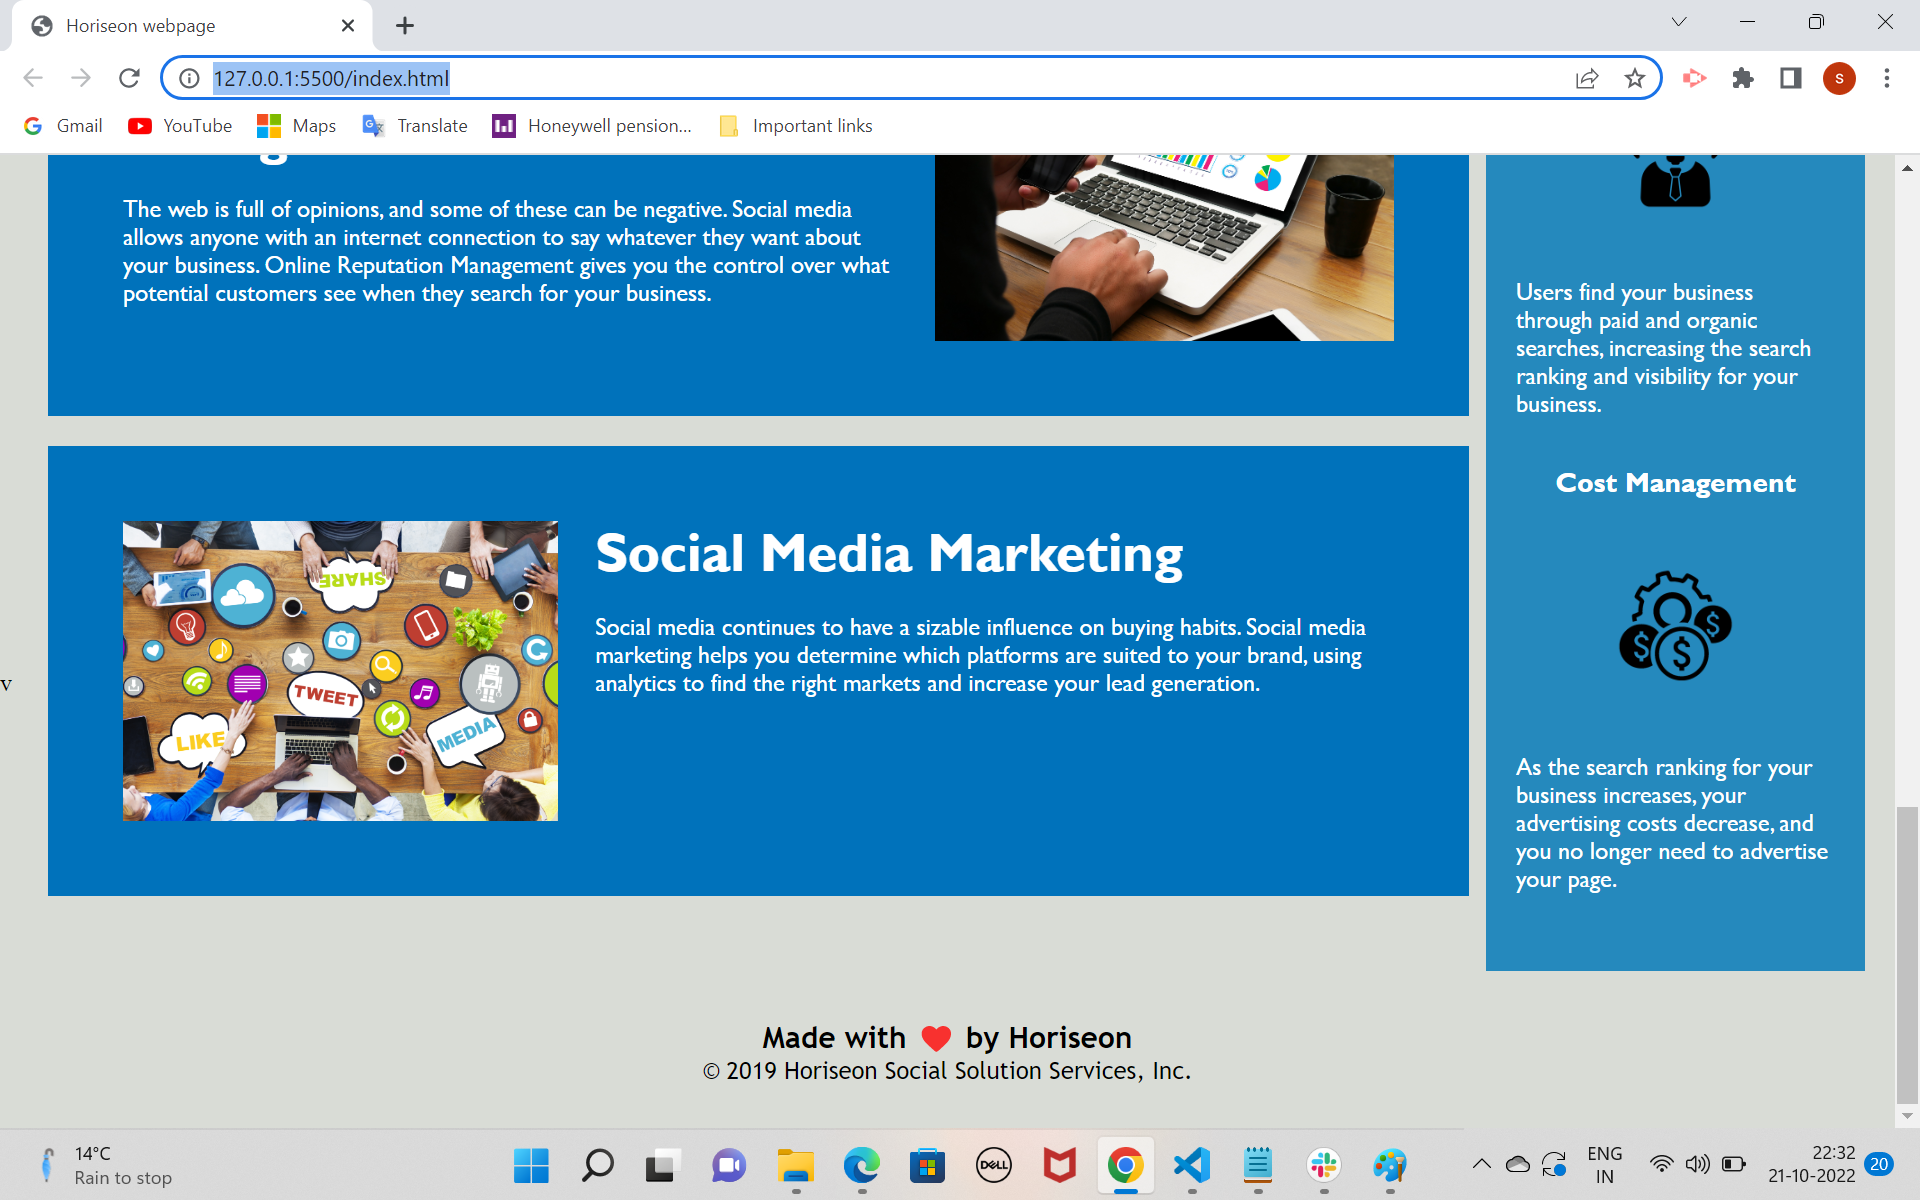 Horiseon webpage
127.0.0.1:5500/index.html
S
Gmail
YouTube
Maps
Translate
Honeywell pension...
Important links
The web is full of opinions, and some of these can be negative. Social media
allows anyone with an internet connection to say whatever they want about
your business. Online Reputation Management gives you the control over what
potential customers see when they search for your business.
Users find your business
through paid and organic
searches, increasing the search
ranking and visibility for your
business.
Cost Management
As the search ranking for your
business increases, your
advertising costs decrease, and
you no longer need to advertise
your page.
SHARE
TWEET
LIKE
MEDIA
Social Media Marketing
Social media continues to have a sizable influence on buying habits. Social media
marketing helps you determine which platforms are suited to your brand, using
analytics to find the right markets and increase your lead generation.
v
Made with ❤ by Horiseon
© 2019 Horiseon Social Solution Services, Inc.
14°C
Rain to stop
DELL
ENG
IN
22:32
21-10-2022
20